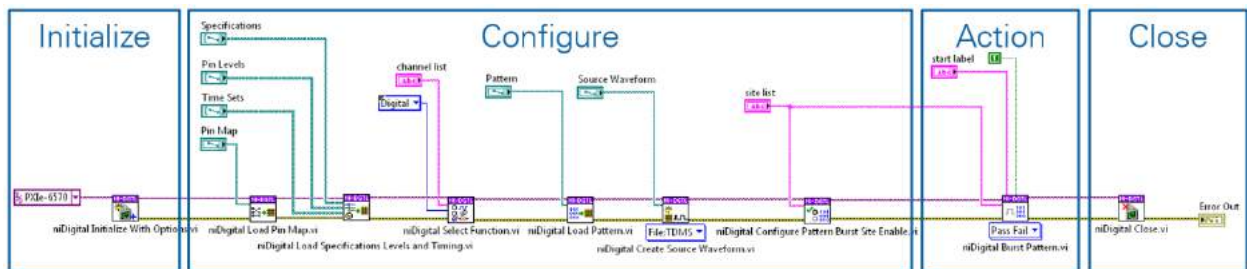 Initialize
Configure
Action
Close
Specifications
Pin Levels
Time Sets
Pin Map
channel list
Digital
Pattern
Source Waveform
site list
start label
PXIe-6570
niDigital Initialize With Options.vi
niDigital Load Pin Map.vi
niDigital Load Specifications Levels and Timing.vi
niDigital Select Function.vi
niDigital Load Pattern.vi
File:TDMS
niDigital Create Source Waveform.vi
niDigital Configure Pattern Burst Site Enable.vi
Pass Fail
niDigital Burst Pattern.vi
niDigital Close.vi
Error Out